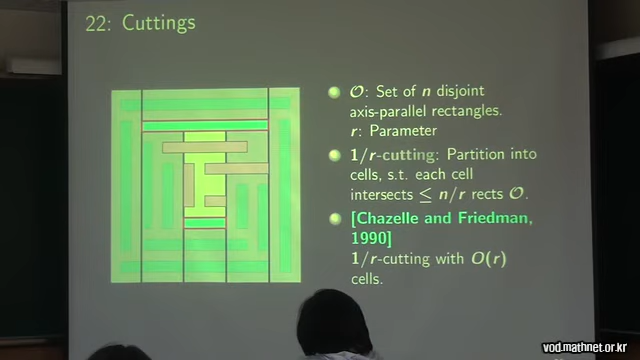 22: Cuttings
O: Set of n disjoint
axis-parallel rectangles.
r: Parameter
1/r-cutting: Partition into
cells, s.t. each cell
intersects ≤ n/r rects O.
[Chazelle and Friedman,
1990]
1/r-cutting with O(r)
cells.
vod.mathnet.or.kr